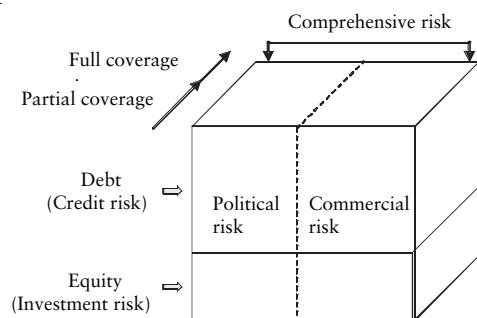 Comprehensive risk
Full coverage
Partial coverage
Debt
(Credit risk)
Political
risk
Commercial
risk
Equity
(Investment risk)